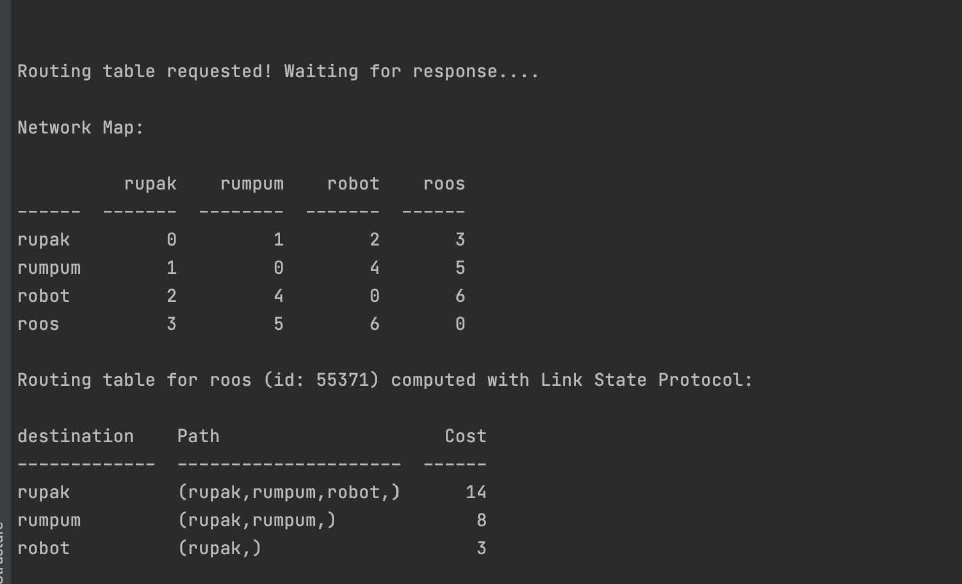 Routing table requested! Waiting for response....
Network Map:
rupak rumpum robot roos
------ ------- -------- ------- ------
rupak 0 1 2 3
rumpum 1 0 4 5
robot 2 4 0 6
roos 3 5 6 0
Routing table for roos (id: 55371) computed with Link State Protocol:
destination Path Cost
------------- --------------------- ------
rupak (rupak,rumpum,robot,) 14
rumpum (rupak,rumpum,) 8
robot (rupak,) 3